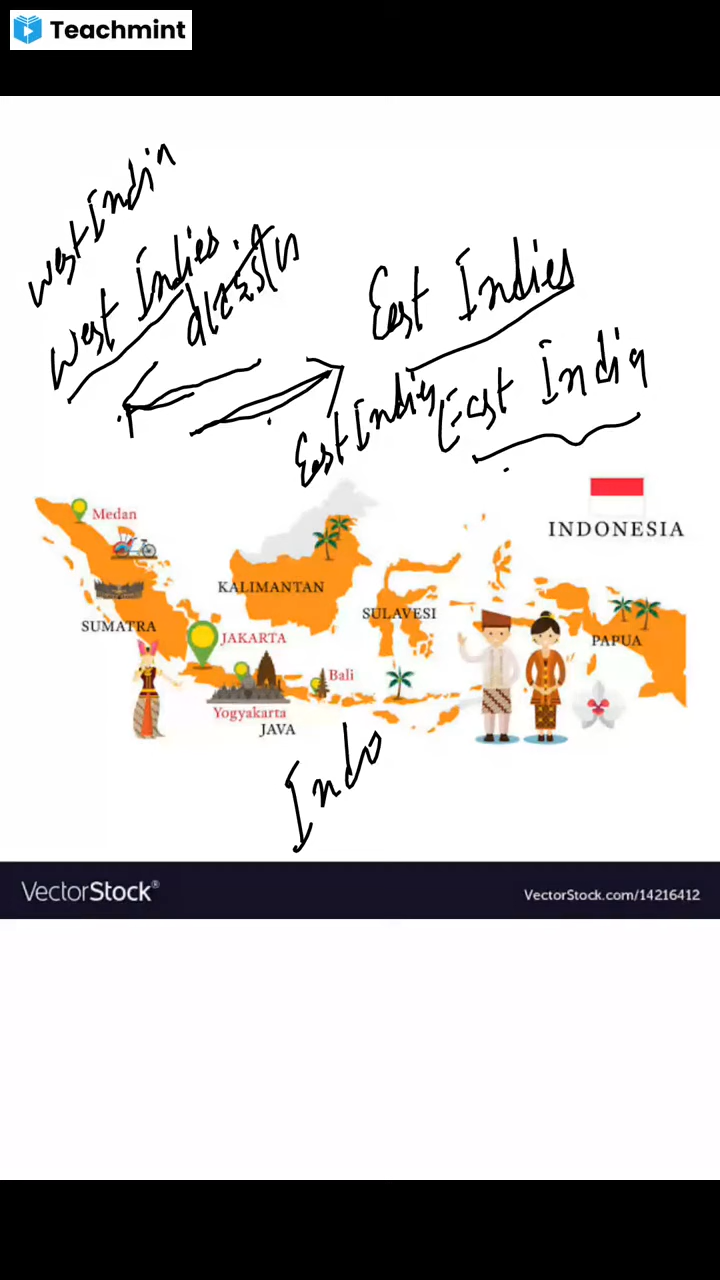 Teachmint
West India
West Indies
East Indies
East India
East Indies
INDONESIA
Medan
KALIMANTAN
SULAVESI
SUMATRA
JAKARTA
PAPUA
Bali
Yogyakarta
JAVA
Indo
VectorStock®
VectorStock.com/14216412